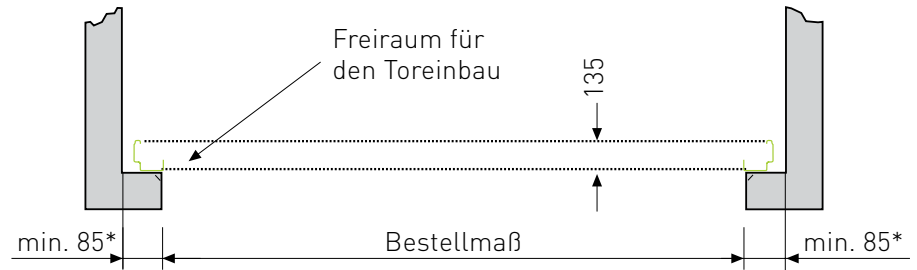 Freiraum für
den Toreinbau
135
min. 85*
Bestellmaß
min. 85*